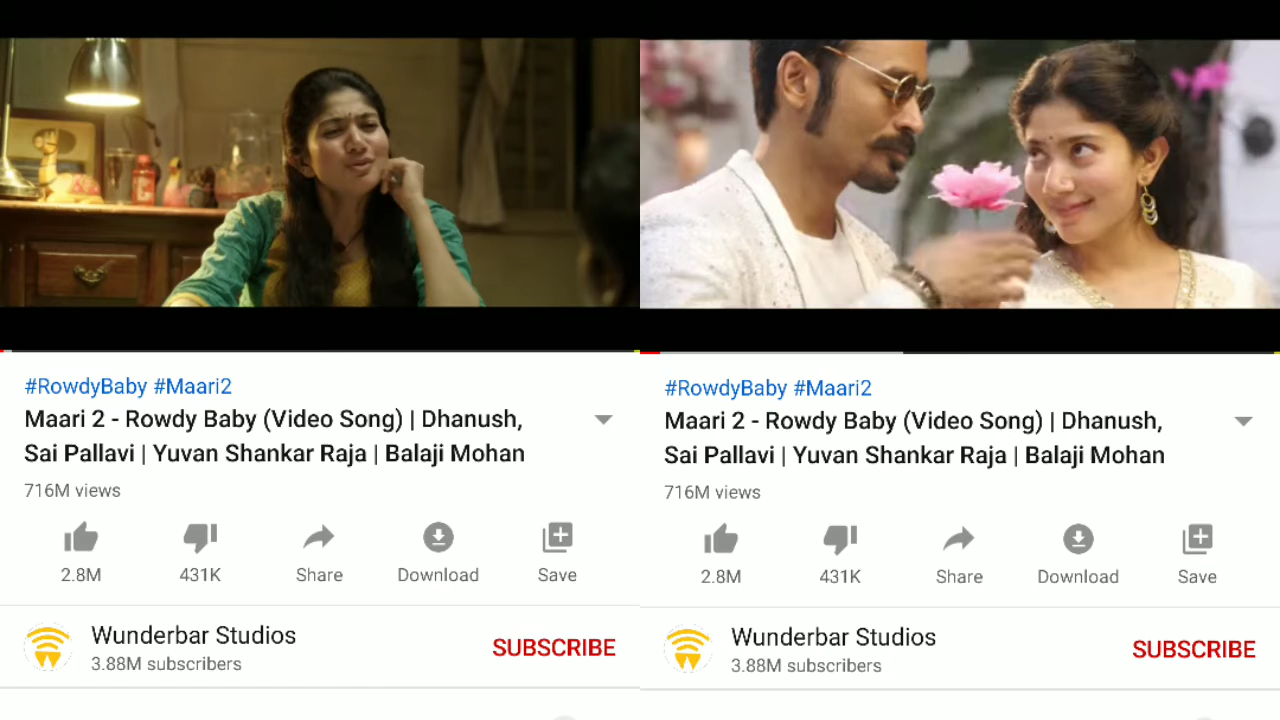 #RowdyBaby #Maari2
Maari 2 - Rowdy Baby (Video Song) | Dhanush,
Sai Pallavi | Yuvan Shankar Raja | Balaji Mohan
716M views
2.8M 431K Share Download Save
Wunderbar Studios
3.88M subscribers
SUBSCRIBE
#RowdyBaby #Maari2
Maari 2 - Rowdy Baby (Video Song) | Dhanush,
Sai Pallavi | Yuvan Shankar Raja | Balaji Mohan
716M views
2.8M 431K Share Download Save
Wunderbar Studios
3.88M subscribers
SUBSCRIBE